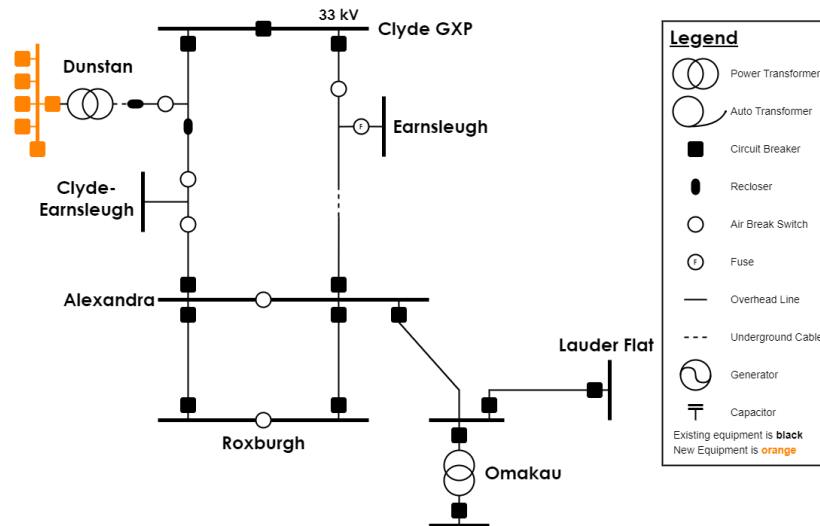 33 kV
Clyde GXP
Dunstan
Earnsleugh
F
Clyde-
Earnsleugh
Alexandra
Lauder Flat
Roxburgh
Omakau
Legend
Power Transformer
Auto Transformer
Circuit Breaker
Recloser
Air Break Switch
F
Fuse
Overhead Line
Underground Cable
Generator
Capacitor
Existing equipment is black
New Equipment is orange